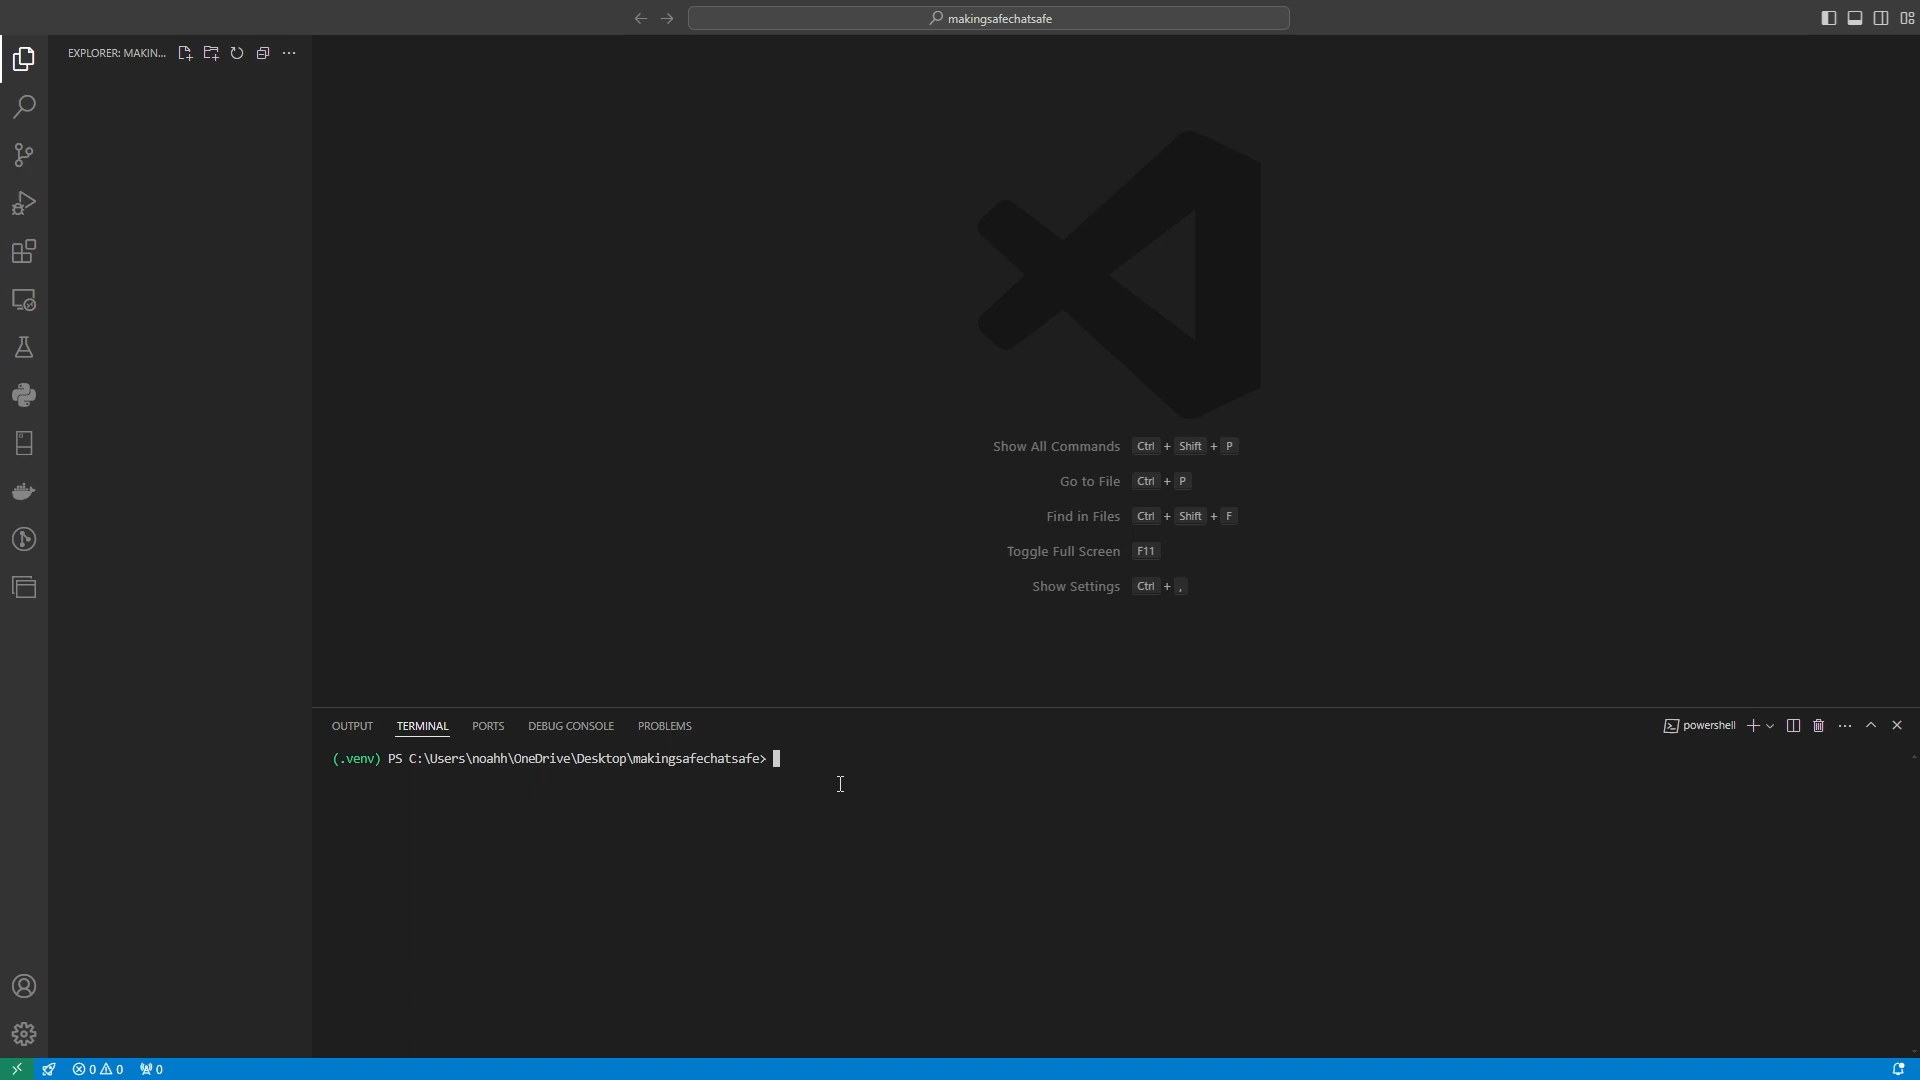 makingsafechatsafe
EXPLORER: MAKIN...
Show All Commands Ctrl + Shift + P
Go to File Ctrl + P
Find in Files Ctrl + Shift + F
Toggle Full Screen F11
Show Settings Ctrl + ,
OUTPUT TERMINAL PORTS DEBUG CONSOLE PROBLEMS powershell
(.venv) PS C:\Users\noahh\OneDrive\Desktop\makingsafechatsafe>
0 0 0